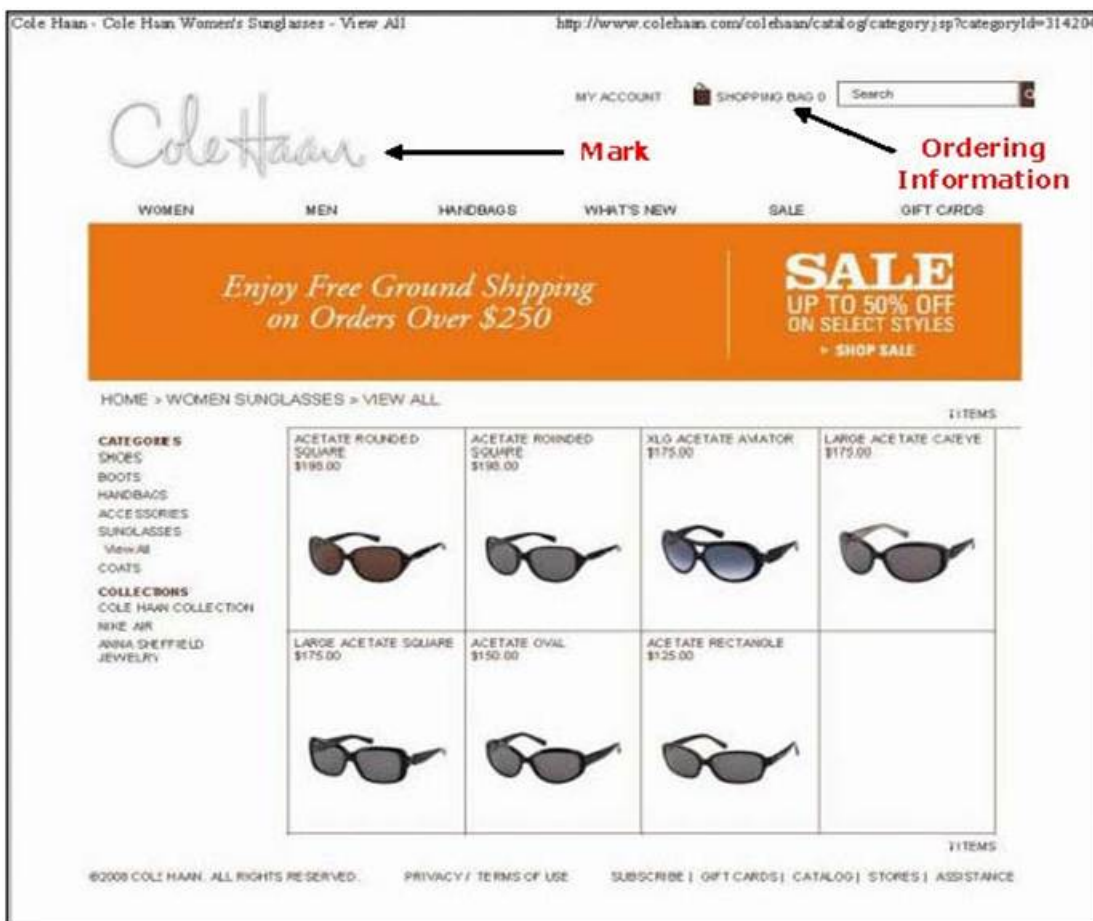 Cole Haan - Cole Haan Women's Sunglasses - View All
http://www.colehaan.com/colehaan/catalog/category.jsp?categoryId=314204
MY ACCOUNT
SHOPPING BAG 0
Search
Cole Haan
Mark
Ordering
Information
WOMEN
MEN
HANDBAGS
WHAT'S NEW
SALE
GIFT CARDS
Enjoy Free Ground Shipping
on Orders Over $250
SALE
UP TO 50% OFF
ON SELECT STYLES
> SHOP SALE
HOME > WOMEN SUNGLASSES > VIEW ALL
7 ITEMS
CATEGORIES
SHOES
BOOTS
HANDBAGS
ACCESSORIES
SUNGLASSES
View All
COATS
COLLECTIONS
COLE HAAN COLLECTION
NIKE AIR
ANNA SHEFFIELD
JEWELRY
ACETATE ROUNDED
SQUARE
$198.00
ACETATE ROUNDED
SQUARE
$198.00
XLG ACETATE AVIATOR
$175.00
LARGE ACETATE CATEYE
$175.00
LARGE ACETATE SQUARE
$175.00
ACETATE OVAL
$150.00
ACETATE RECTANGLE
$125.00
7 ITEMS
©2008 COLE HAAN. ALL RIGHTS RESERVED.
PRIVACY / TERMS OF USE
SUBSCRIBE | GIFT CARDS | CATALOG | STORES | ASSISTANCE